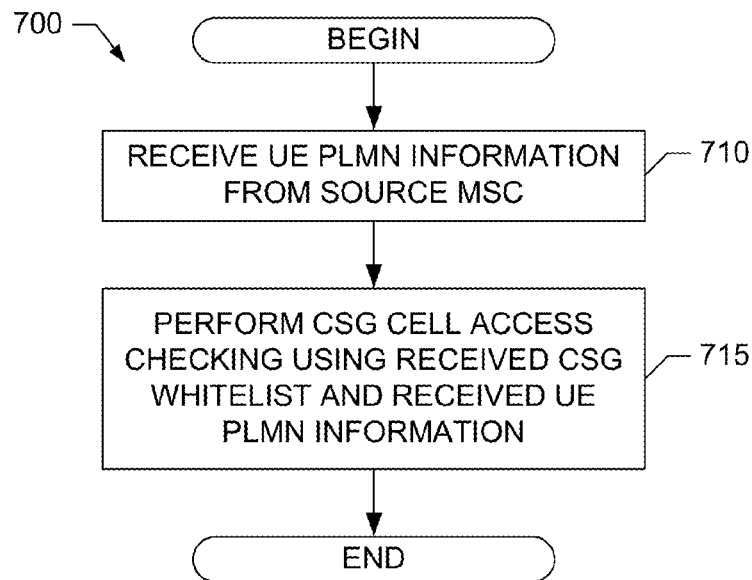 700
BEGIN
RECEIVE UE PLMN INFORMATION
FROM SOURCE MSC
710
PERFORM CSG CELL ACCESS
CHECKING USING RECEIVED CSG
WHITELIST AND RECEIVED UE
PLMN INFORMATION
715
END